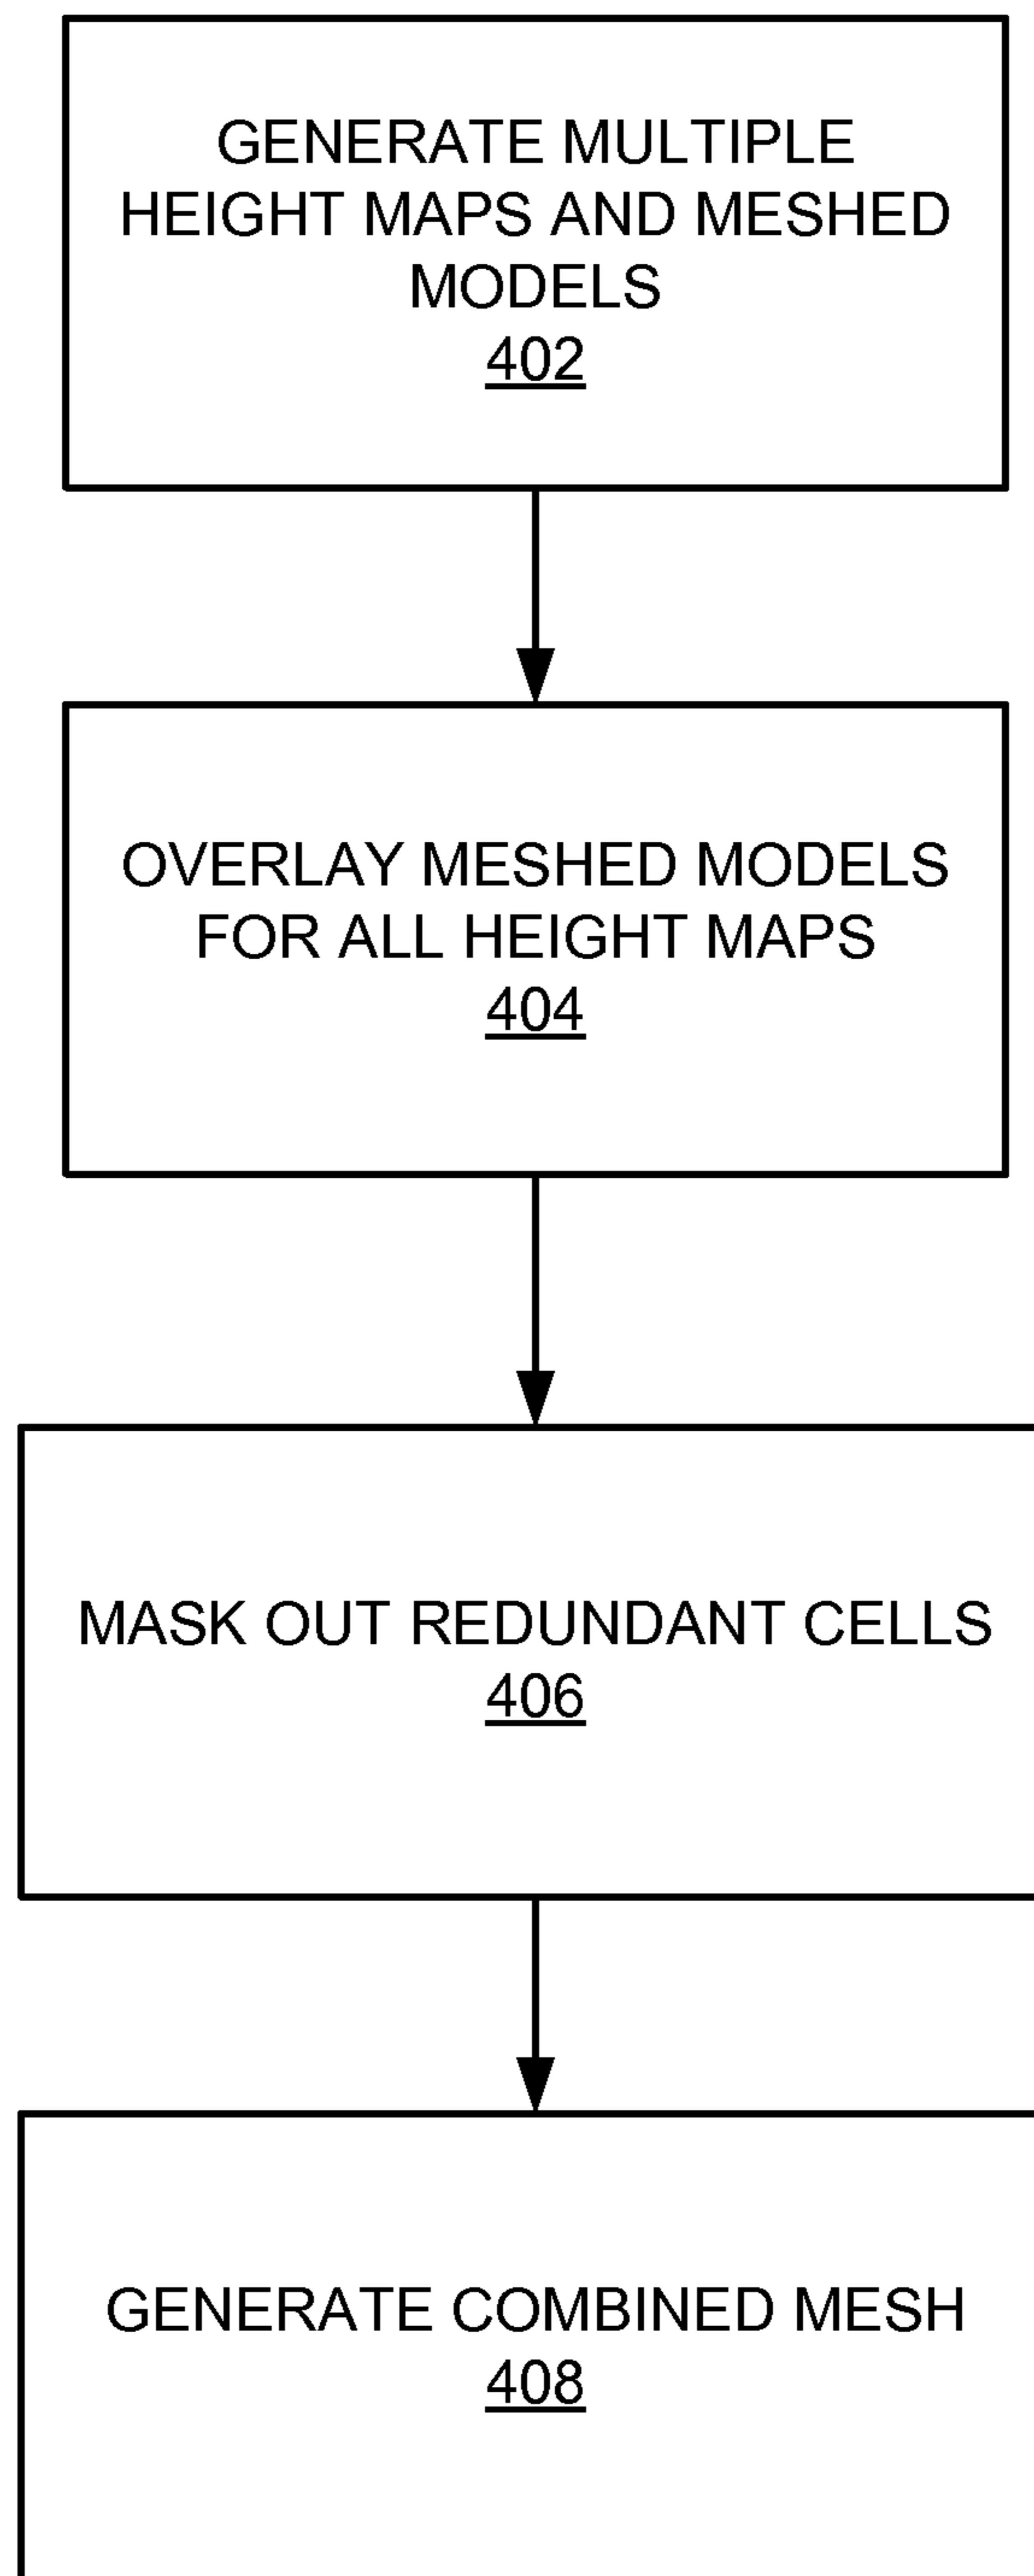 GENERATE MULTIPLE
HEIGHT MAPS AND MESHED
MODELS
402
OVERLAY MESHED MODELS
FOR ALL HEIGHT MAPS
404
MASK OUT REDUNDANT CELLS
406
GENERATE COMBINED MESH
408